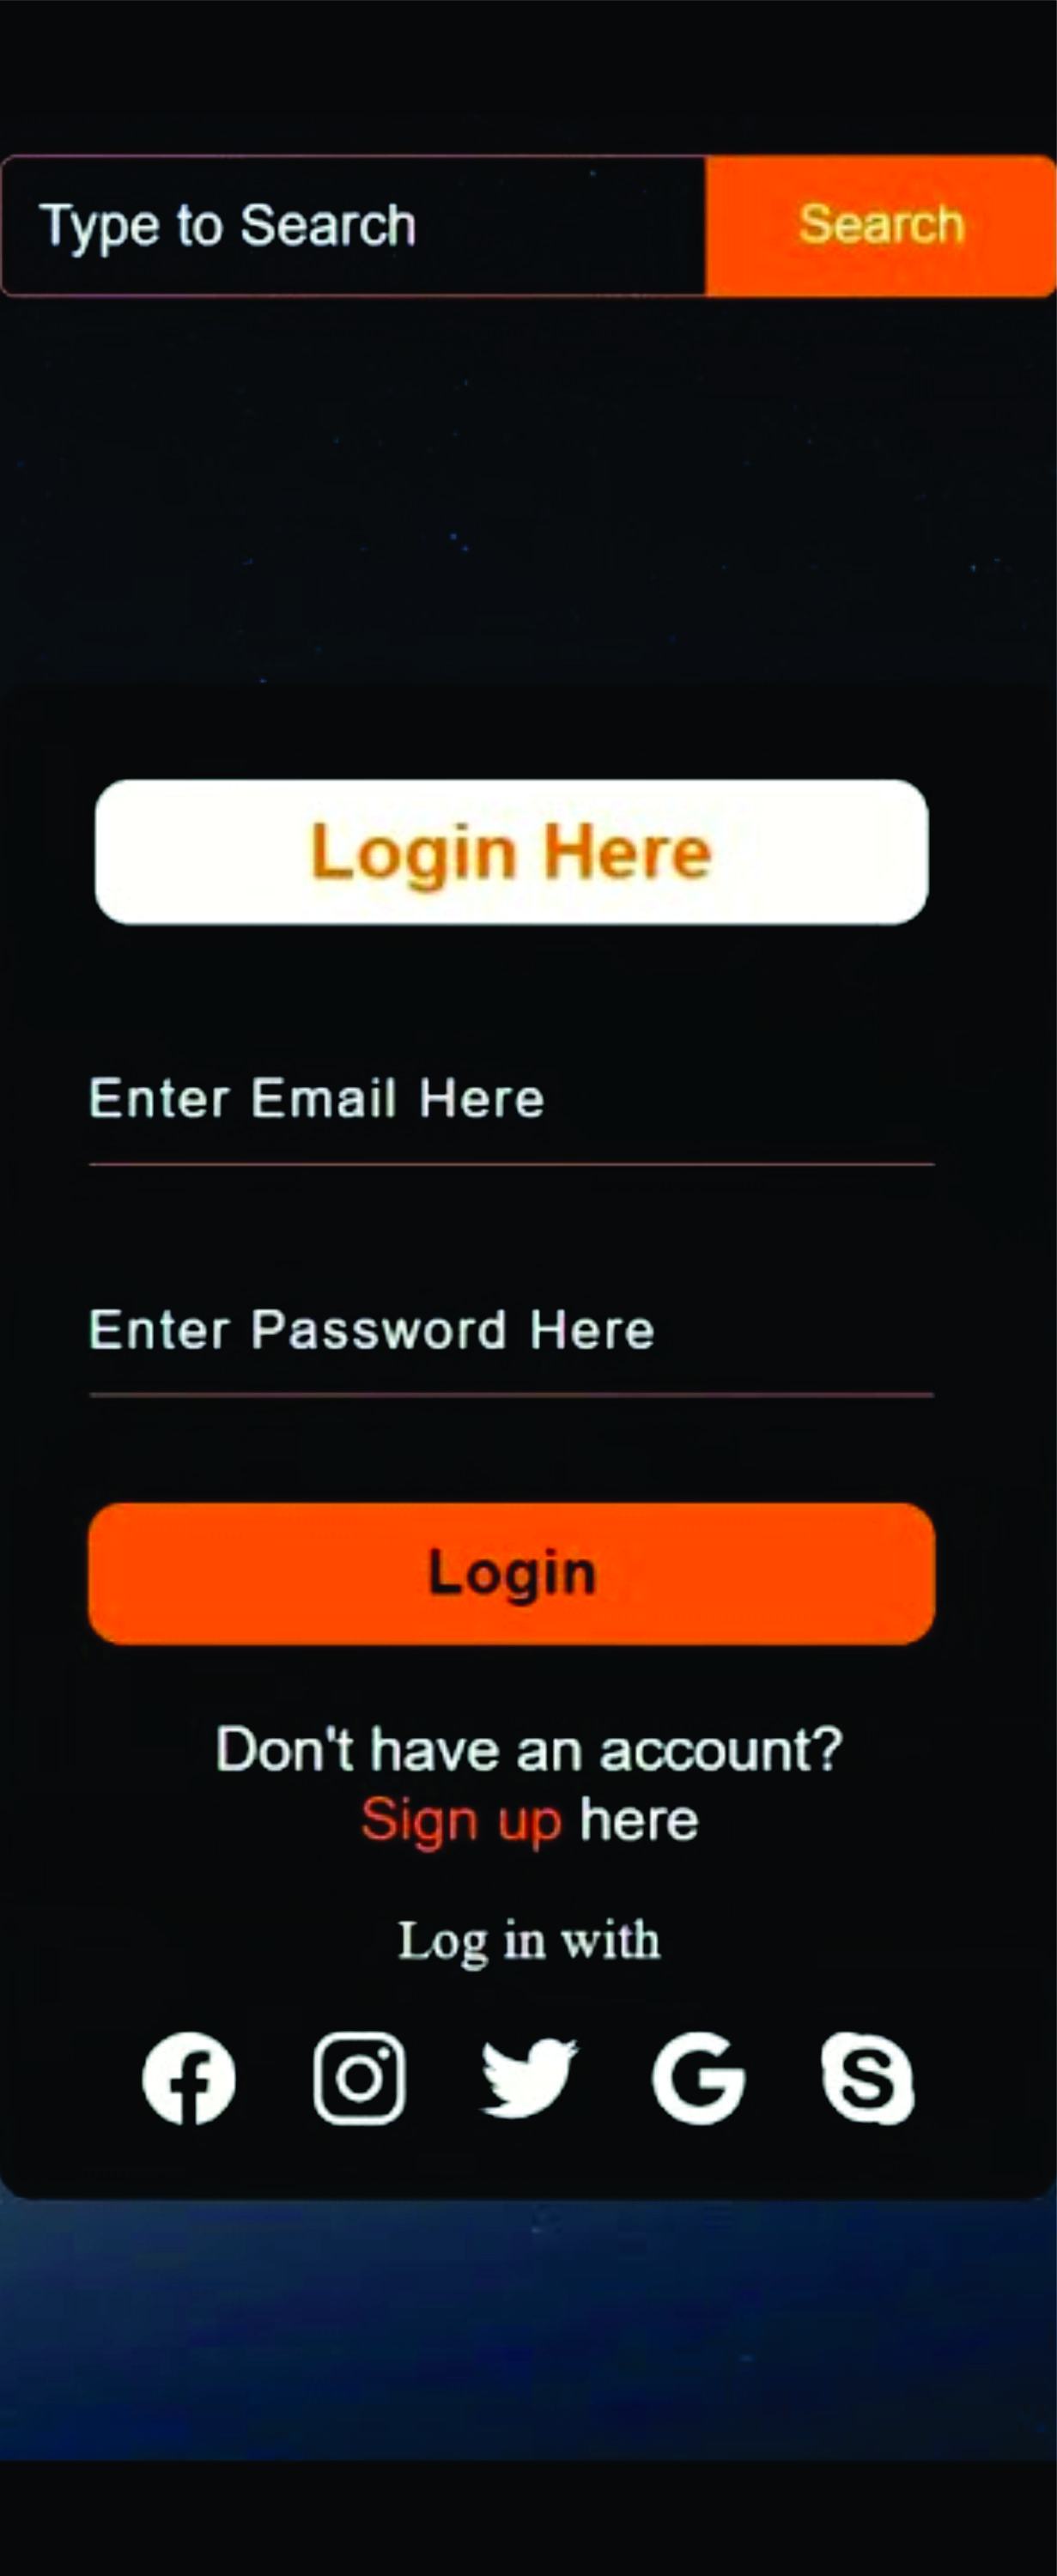 Type to Search
Search
Login Here
Enter Email Here
Enter Password Here
Login
Don't have an account?
Sign up here
Log in with